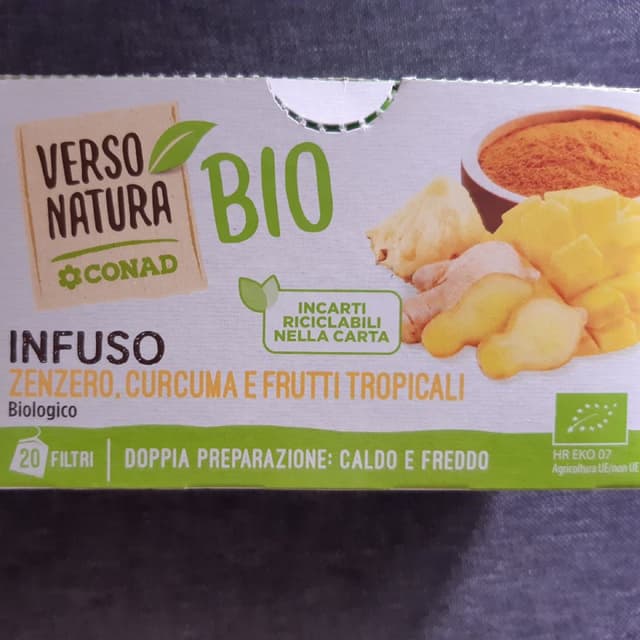 VERSO
NATURA
CONAD
BIO
INCARTI
RICICLABILI
NELLA CARTA
INFUSO
ZENZERO, CURCUMA E FRUTTI TROPICALI
Biologico
20 FILTRI
DOPPIA PREPARAZIONE: CALDO E FREDDO
HR EKO 07
Agricoltura UE/non UE